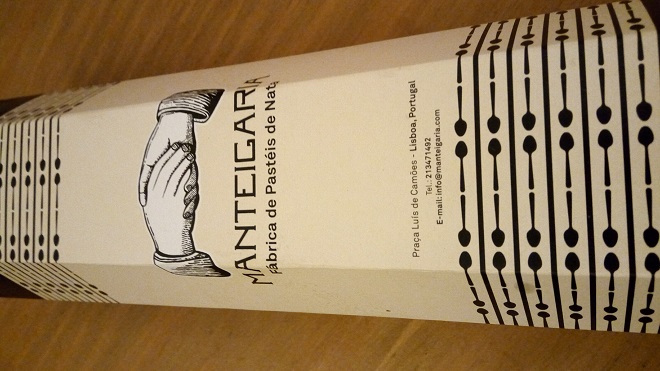 MANTEIGARIA
Fábrica de Pastéis de Nata
Praça Luís de Camões - Lisboa, Portugal
Tel.: 213471492
E-mail: info@manteigaria.com